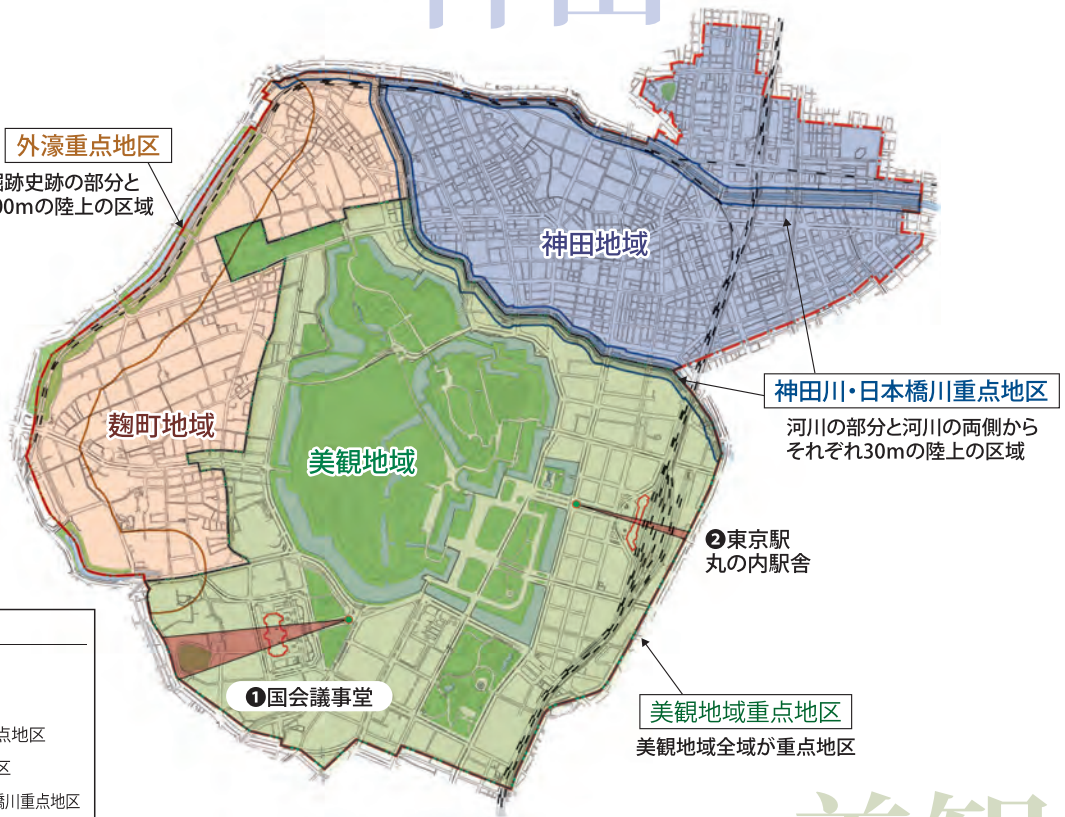 神田
外濠重点地区
跡史跡の部分と
00mの陸上の区域
神田地域
神田川・日本橋川重点地区
河川の部分と河川の両側から
それぞれ30mの陸上の区域
麹町地域
美観地域
❷東京駅
丸の内駅舎
❶国会議事堂
美観地域重点地区
美観地域全域が重点地区
点地区
区
橋川重点地区
美観